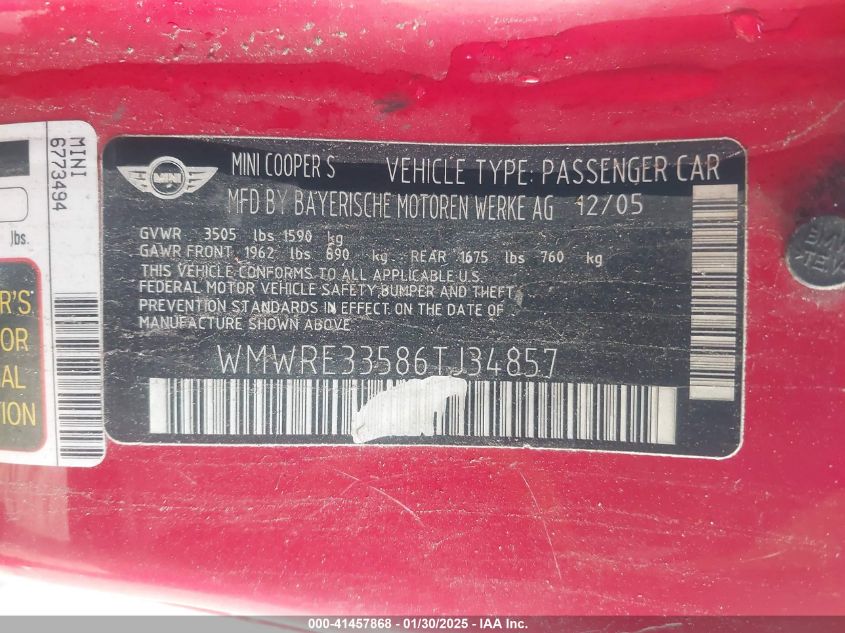 MINI
6773494
lbs.
R'S
OR
AL
TION
MINI
MINI COOPER S VEHICLE TYPE: PASSENGER CAR
MFD BY BAYERISCHE MOTOREN WERKE AG 12/05
GVWR 3505 lbs 1590 kg
GAWR FRONT, 1962 lbs 890 kg, REAR 1675 lbs 760 kg
THIS VEHICLE CONFORMS TO ALL APPLICABLE U.S.
FEDERAL MOTOR VEHICLE SAFETY,BUMPER AND THEFT
PREVENTION STANDARDS IN EFFECT ON THE DATE OF
MANUFACTURE SHOWN ABOVE.
WMWRE33586TJ34857
000-41457868 | 01/30/2025 - IAA Inc.